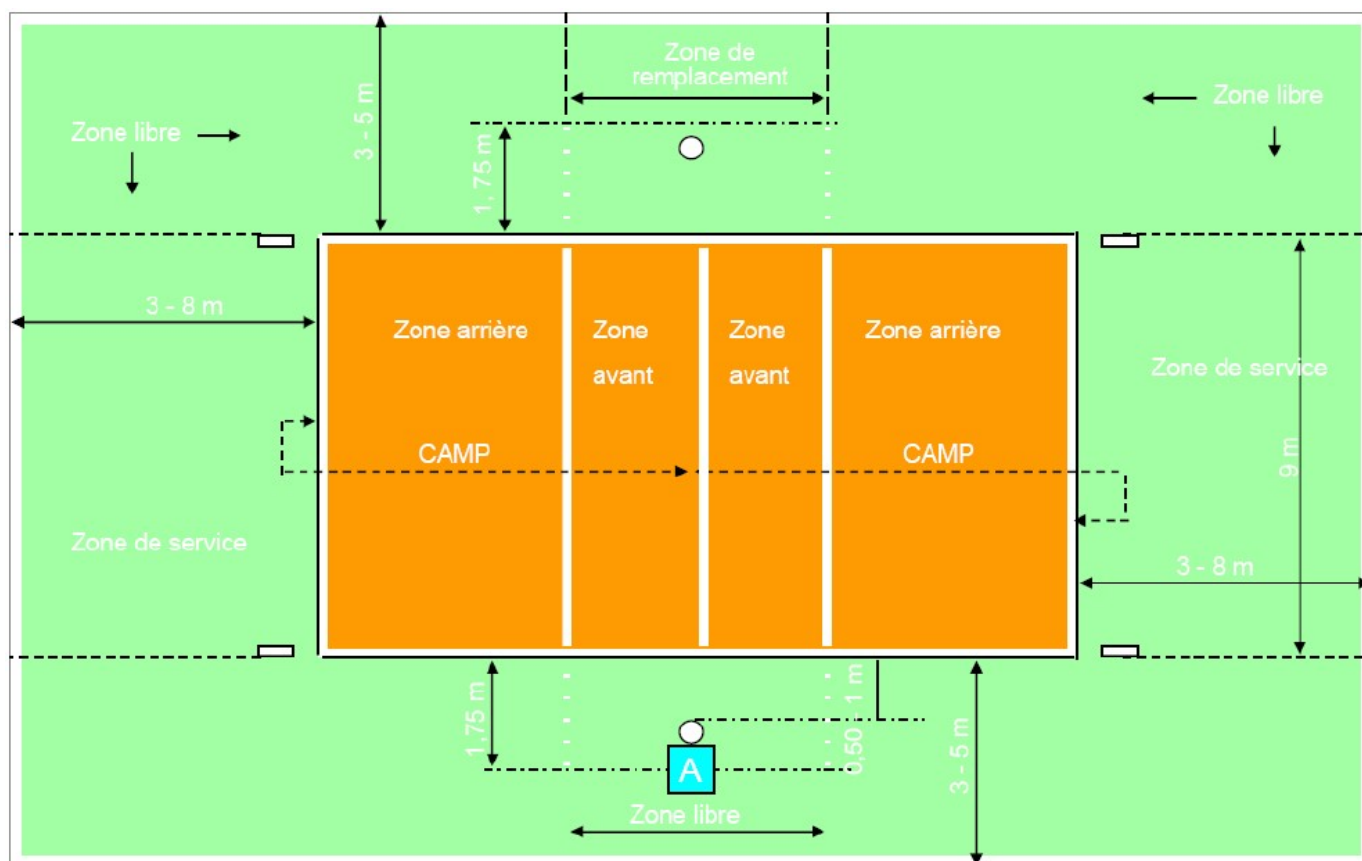 Zone de
remplacement
Zone libre
Zone libre
3 - 5 m
1, 75 m
3 - 8 m
Zone arrière
Zone
avant
Zone
avant
Zone arrière
Zone de service
CAMP
CAMP
9 m
Zone de service
3 - 8 m
1,75 m
0,50 - 1 m
3 - 5 m
A
Zone libre